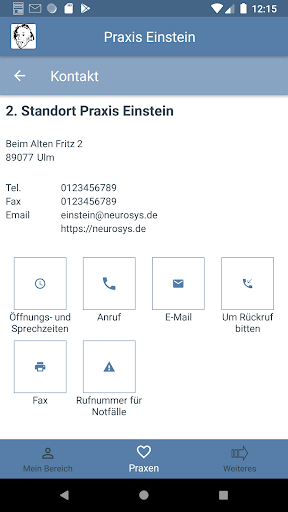 12:15
Praxis Einstein
Kontakt
2. Standort Praxis Einstein
Beim Alten Fritz 2
89077 Ulm
Tel. 0123456789
Fax 0123456789
Email einstein@neurosys.de
https://neurosys.de
Öffnungs- und Sprechzeiten
Anruf
E-Mail
Um Rückruf bitten
Fax
Rufnummer für Notfälle
Mein Bereich
Praxen
Weiteres